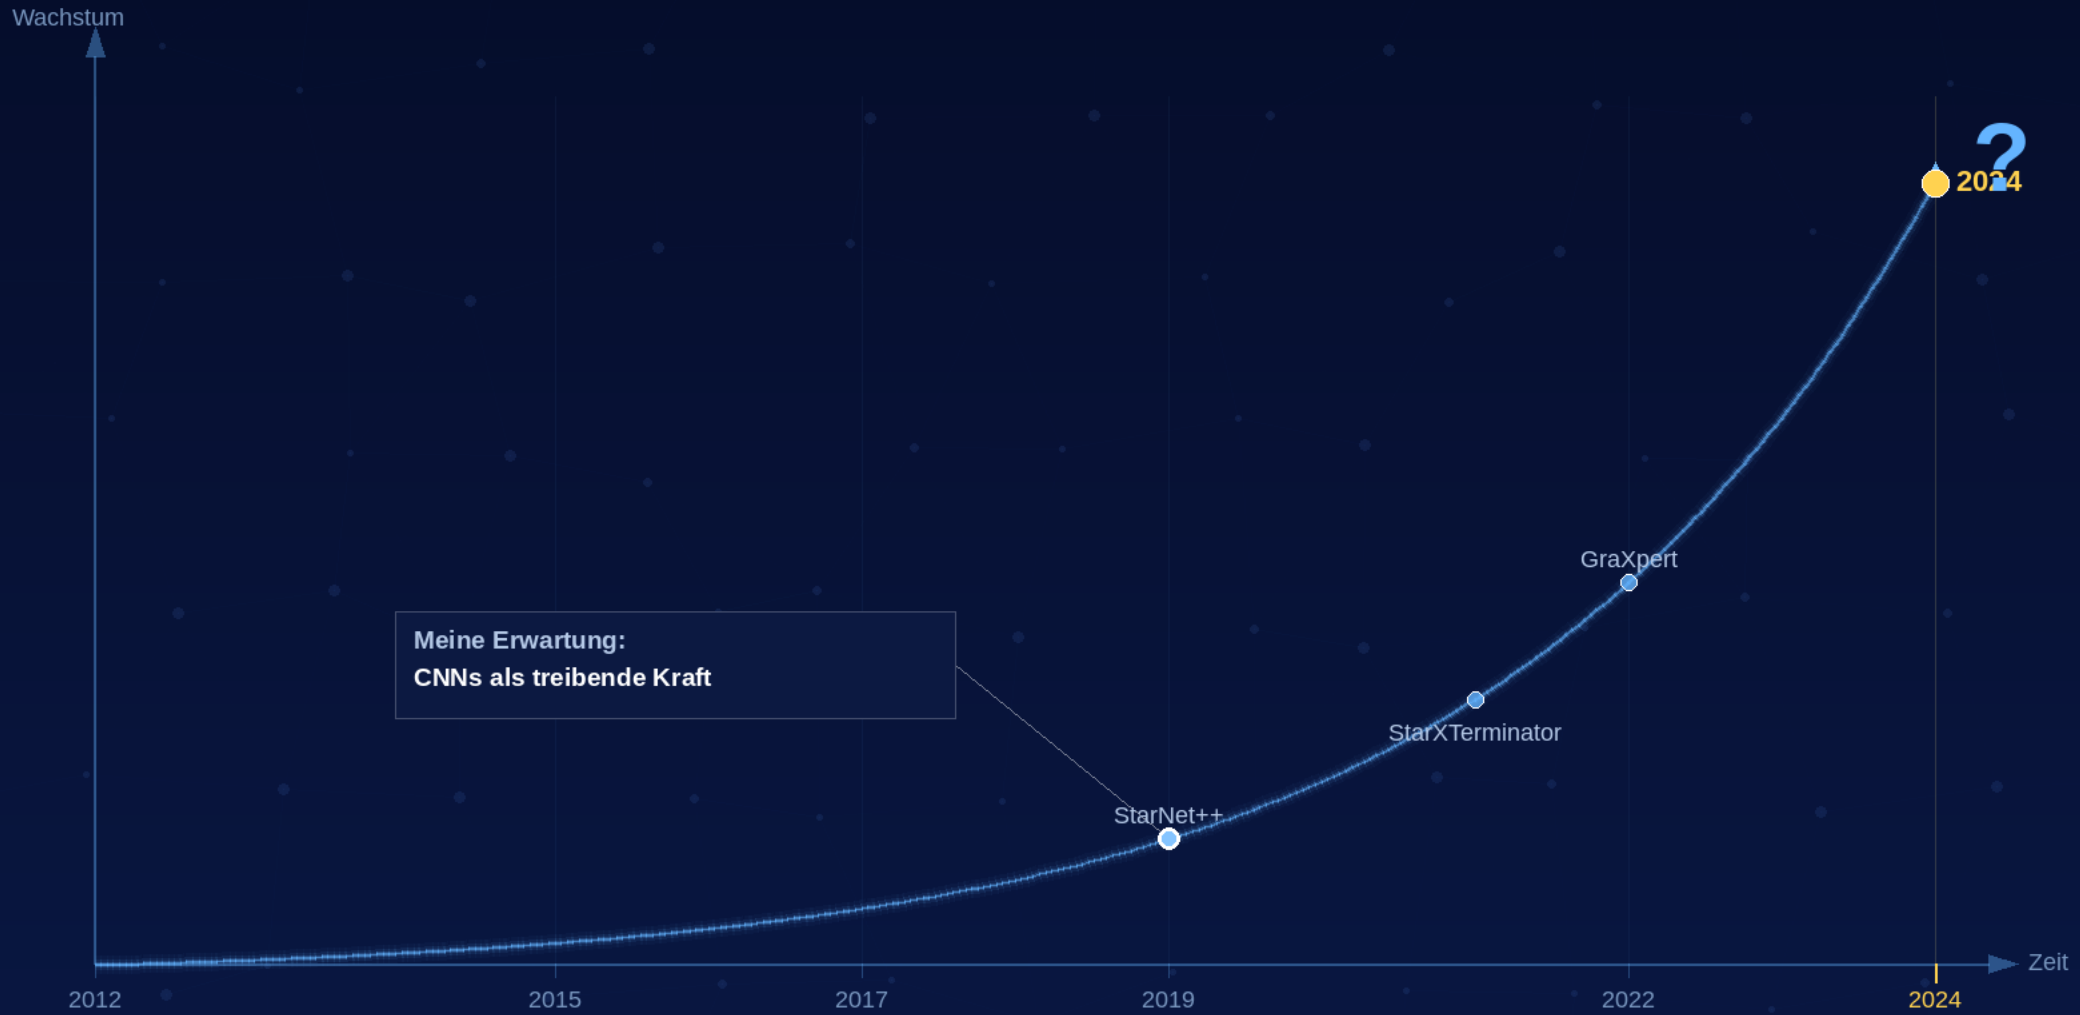 Wachstum
?
2024
GraXpert
Meine Erwartung:
CNNs als treibende Kraft
StarXTerminator
StarNet++
Zeit
2012
2015
2017
2019
2022
2024